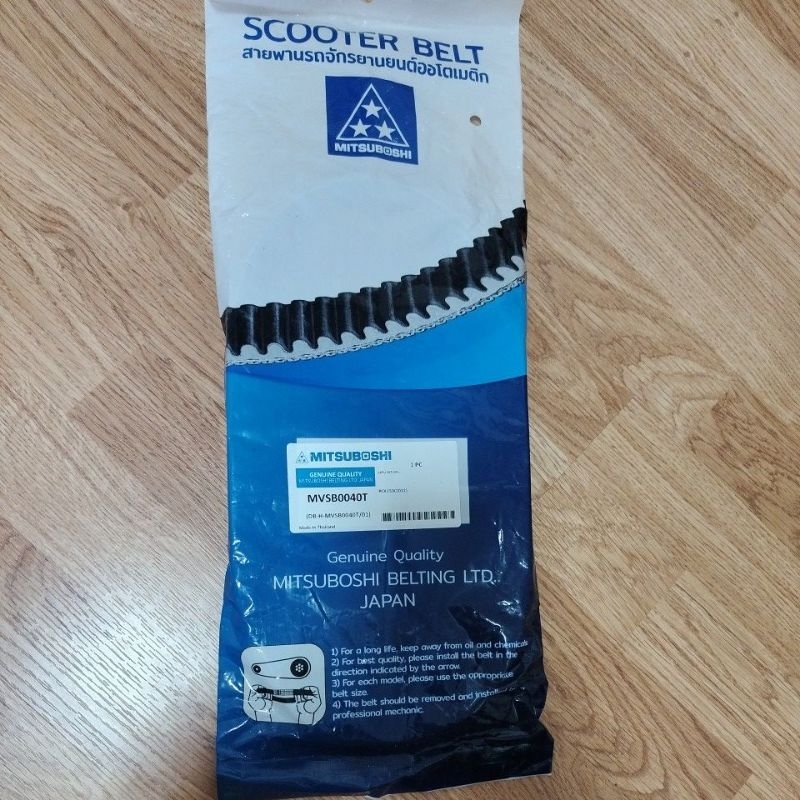 SCOOTER BELT
สายพานรถจักรยานยนต์ออโตเมติก
MITSUBOSHI
MITSUBOSHI
1 PC
GENUINE QUALITY
MITSUBOSHI BELTING LTD. JAPAN
MVSB0040T
(DB-H-MVSB0040T/01)
Made in Thailand
Genuine Quality
MITSUBOSHI BELTING LTD.
JAPAN
1) For a long life, keep away from oil and chemicals
2) For best quality, please install the belt in the
direction indicated by the arrow.
3) For each model, please use the appropriate
belt size.
4) The belt should be removed and installed
professional mechanic.